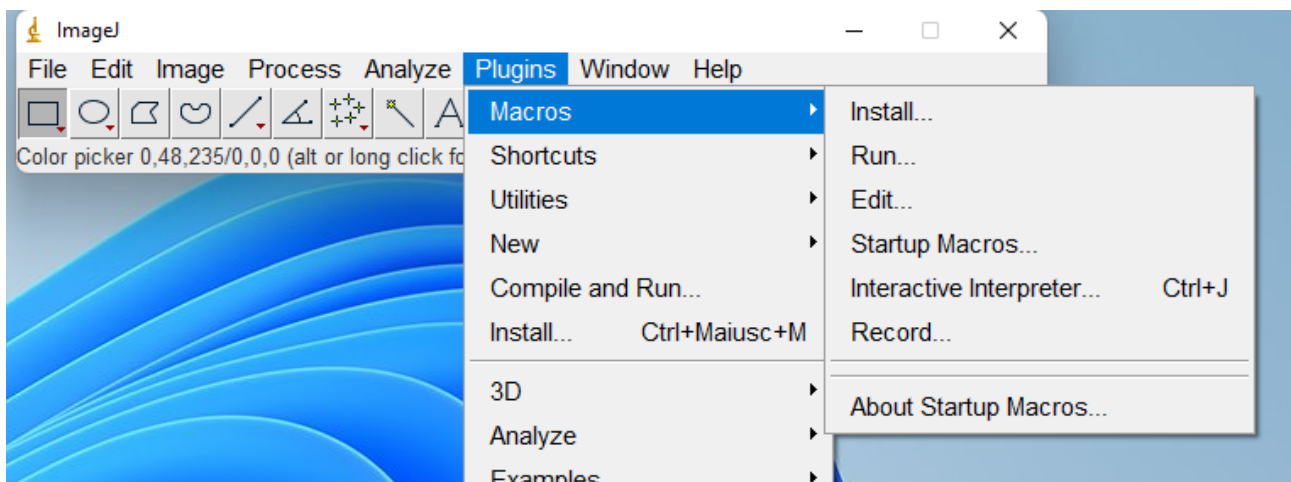 ImageJ
File Edit Image Process Analyze Plugins Window Help
A
Color picker 0,48,235/0,0,0 (alt or long click fo
Macros
Shortcuts
Utilities
New
Compile and Run...
Install... Ctrl+Maiusc+M
3D
Analyze
Examples
Install...
Run...
Edit...
Startup Macros...
Interactive Interpreter... Ctrl+J
Record...
About Startup Macros...